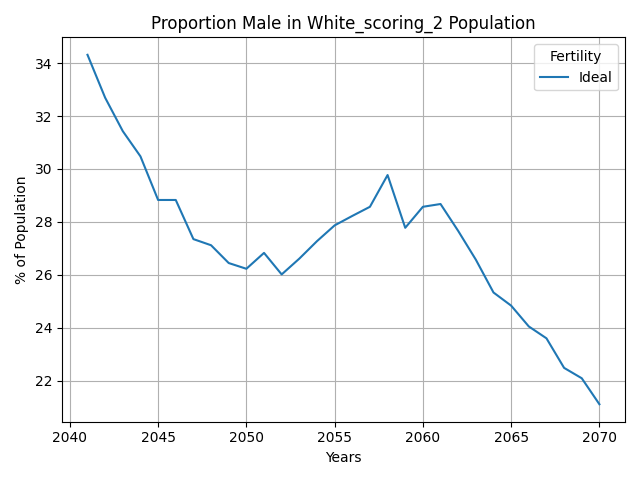 Proportion Male in White_scoring_2 Population
Fertility
Ideal
% of Population
34
32
30
28
26
24
22
2040 2045 2050 2055 2060 2065 2070
Years